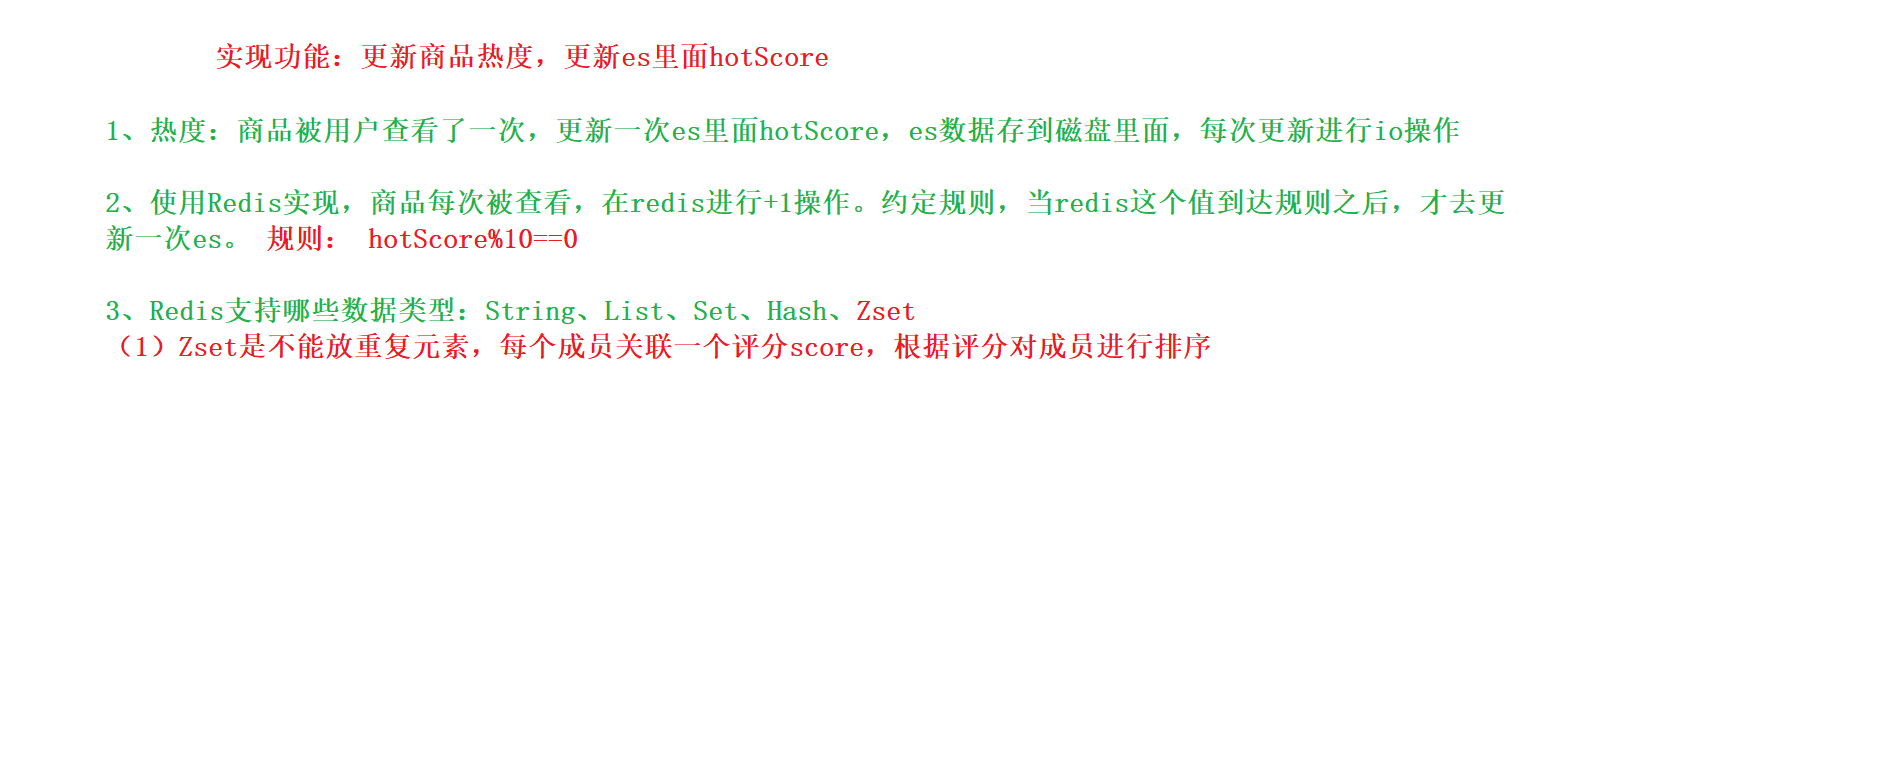 实现功能：更新商品热度，更新es里面hotScore
1、热度：商品被用户查看了一次，更新一次es里面hotScore，es数据存到磁盘里面，每次更新进行io操作
2、使用Redis实现，商品每次被查看，在redis进行+1操作。约定规则，当redis这个值到达规则之后，才去更
新一次es。 规则： hotScore%10==0
3、Redis支持哪些数据类型：String、List、Set、Hash、Zset
（1）Zset是不能放重复元素，每个成员关联一个评分score，根据评分对成员进行排序